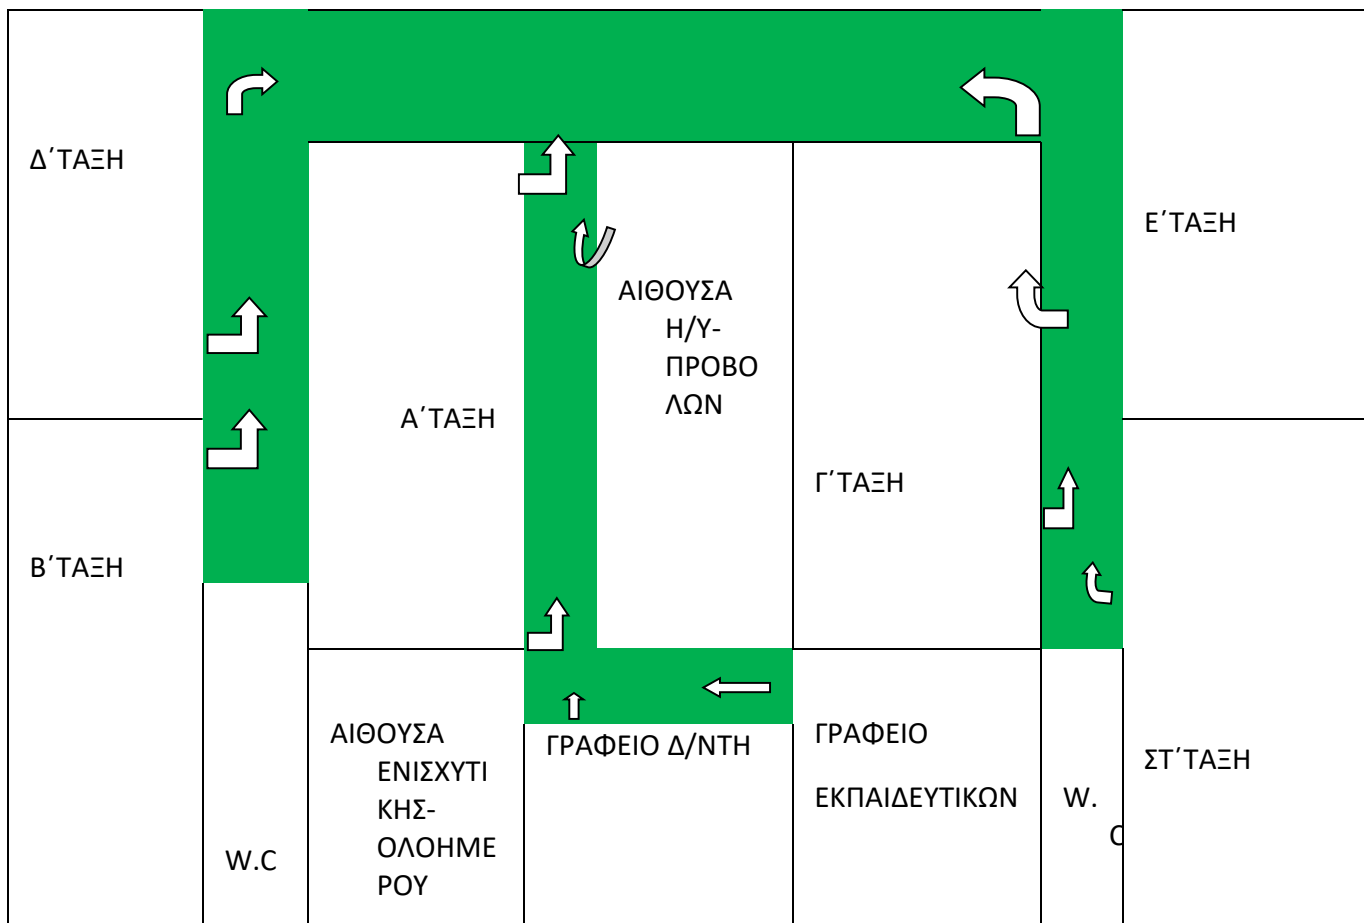 Δ΄ΤΑΞΗ
Ε΄ΤΑΞΗ
ΑΙΘΟΥΣΑ
Η/Υ-
ΠΡΟΒΟ
ΛΩΝ
Α΄ΤΑΞΗ
Γ΄ΤΑΞΗ
Β΄ΤΑΞΗ
ΑΙΘΟΥΣΑ
ΕΝΙΣΧΥΤΙ
ΚΗΣ-
ΟΛΟΗΜΕ
ΡΟΥ
ΓΡΑΦΕΙΟ Δ/ΝΤΗ
ΓΡΑΦΕΙΟ
ΕΚΠΑΙΔΕΥΤΙΚΩΝ
W.
C
ΣΤ΄ΤΑΞΗ
W.C